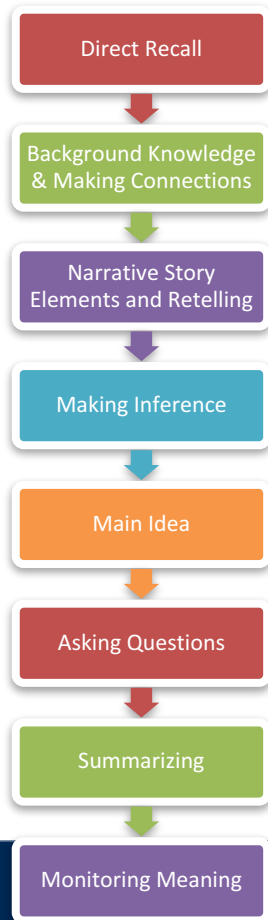 Direct Recall
Background Knowledge
& Making Connections
Narrative Story
Elements and Retelling
Making Inference
Main Idea
Asking Questions
Summarizing
Monitoring Meaning